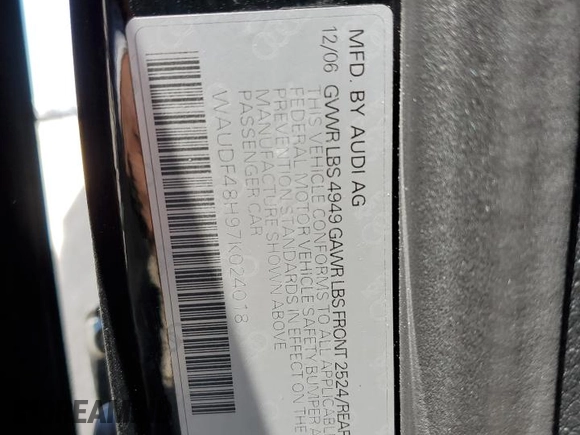 MFD. BY AUDI AG
12/06 GVWR LBS 4949 GAWR LBS FRONT 2524/REAR
THIS VEHICLE CONFORMS TO ALL APPLICABLE
FEDERAL MOTOR VEHICLE SAFETY BUMPER A
PREVENTION STANDARDS IN EFFECT ON THE
MANUFACTURE SHOWN ABOVE
PASSENGER CAR
WAUDF48H97K024018